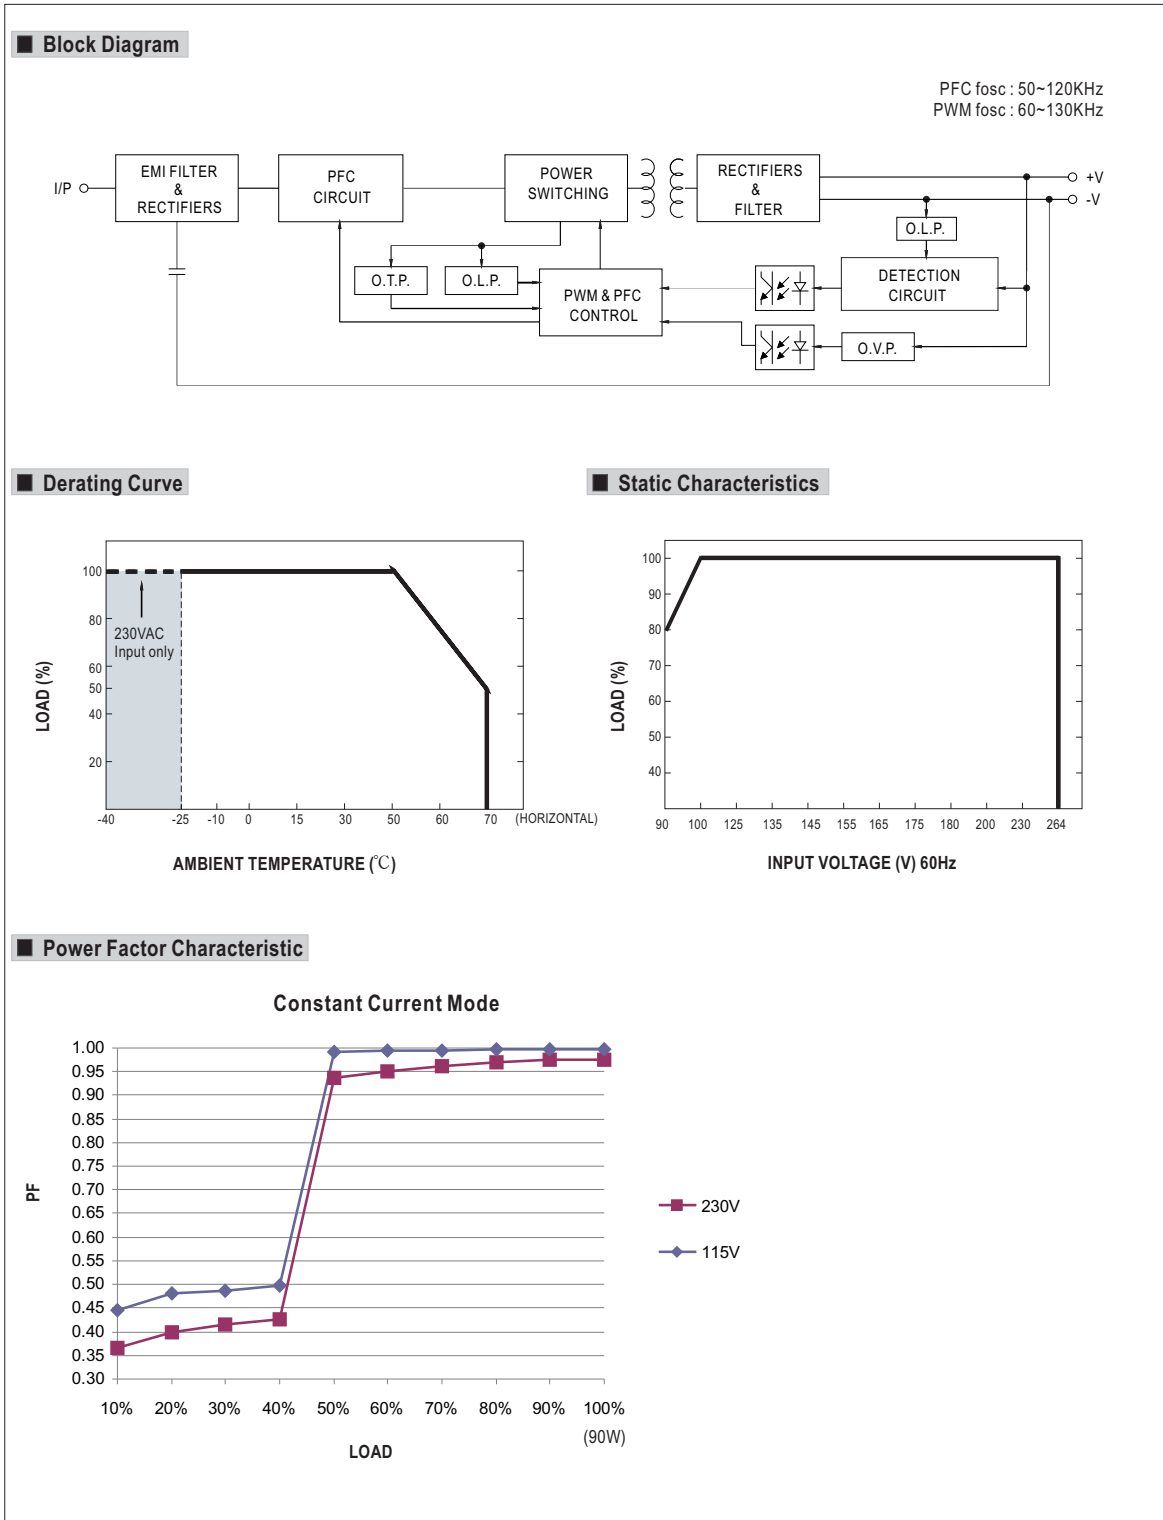 Block Diagram
PFC fosc : 50~120KHz
PWM fosc : 60~130KHz
I/P
EMI FILTER
&
RECTIFIERS
PFC
CIRCUIT
POWER
SWITCHING
RECTIFIERS
&
FILTER
+V
-V
O.L.P.
O.T.P.
O.L.P.
PWM & PFC
CONTROL
DETECTION
CIRCUIT
O.V.P.
Derating Curve
100
80
60
50
40
20
230VAC
Input only
LOAD (%)
-40 -25 -10 0 15 30 50 60 70 (HORIZONTAL)
AMBIENT TEMPERATURE (℃)
Static Characteristics
100
90
80
70
60
50
40
LOAD (%)
90 100 125 135 145 155 165 175 180 200 230 264
INPUT VOLTAGE (V) 60Hz
Power Factor Characteristic
Constant Current Mode
1.00
0.95
0.90
0.85
0.80
0.75
0.70
0.65
0.60
0.55
0.50
0.45
0.40
0.35
0.30
PF
10% 20% 30% 40% 50% 60% 70% 80% 90% 100%
(90W)
LOAD
230V
115V